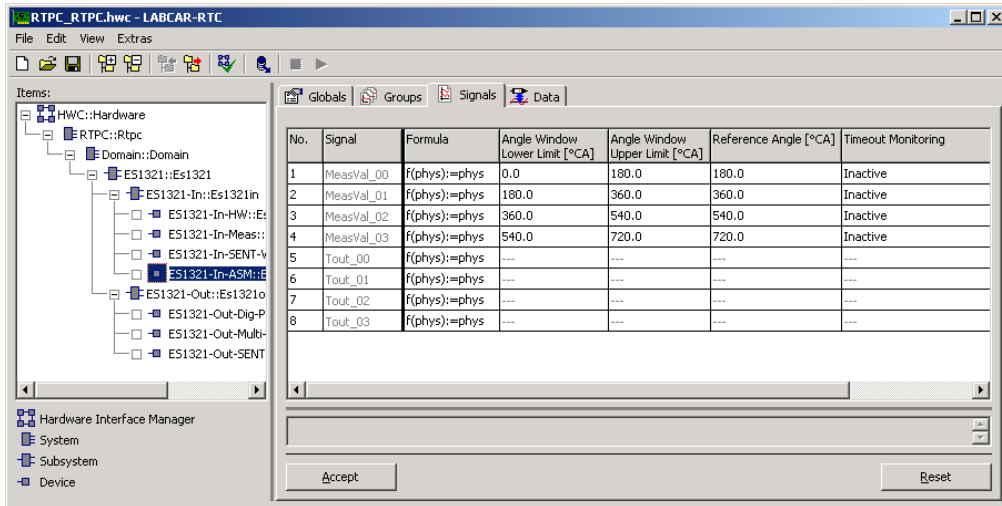 RTPC_RTPC.hwc - LABCAR-RTC
File Edit View Extras
Items:
HWC::Hardware
RTPC::Rtpc
Domain::Domain
ES1321::Es1321
ES1321-In::Es1321in
ES1321-In-HW::Es
ES1321-In-Meas::
ES1321-In-SENT-V
ES1321-In-ASM::E
ES1321-Out::Es1321o
ES1321-Out-Dig-P
ES1321-Out-Multi-
ES1321-Out-SENT
Hardware Interface Manager
System
Subsystem
Device
Globals Groups Signals Data
No. Signal Formula Angle Window Lower Limit [°CA] Angle Window Upper Limit [°CA] Reference Angle [°CA] Timeout Monitoring
1 MeasVal_00 f(phys):=phys 0.0 180.0 180.0 Inactive
2 MeasVal_01 f(phys):=phys 180.0 360.0 360.0 Inactive
3 MeasVal_02 f(phys):=phys 360.0 540.0 540.0 Inactive
4 MeasVal_03 f(phys):=phys 540.0 720.0 720.0 Inactive
5 Tout_00 f(phys):=phys --- --- --- ---
6 Tout_01 f(phys):=phys --- --- --- ---
7 Tout_02 f(phys):=phys --- --- --- ---
8 Tout_03 f(phys):=phys --- --- --- ---
Accept Reset